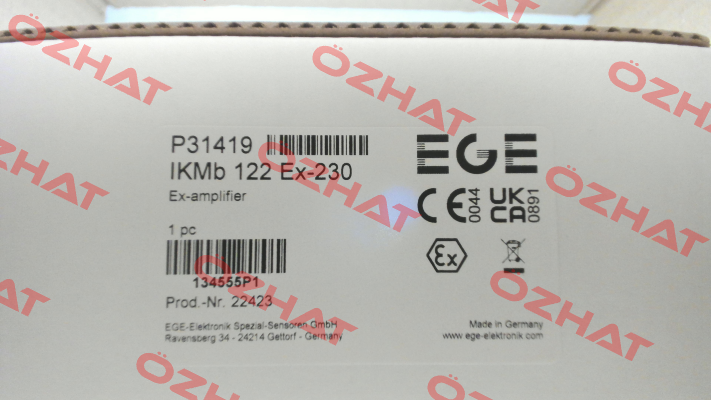 P31419
IKMb 122 Ex-230
Ex-amplifier
1 pc
134555P1
Prod.-Nr. 22423
EGE-Elektronik Spezial-Sensoren GmbH
Ravensberg 34 - 24214 Gettorf - Germany
EGE
CE 0044
UK CA 0891
Ex
Made in Germany
www.ege-elektronik.com
ÖZHAT
ÖZHAT
ÖZHAT
ÖZHAT
ÖZHAT
ÖZHAT
ÖZHAT
ÖZHAT
ÖZHAT